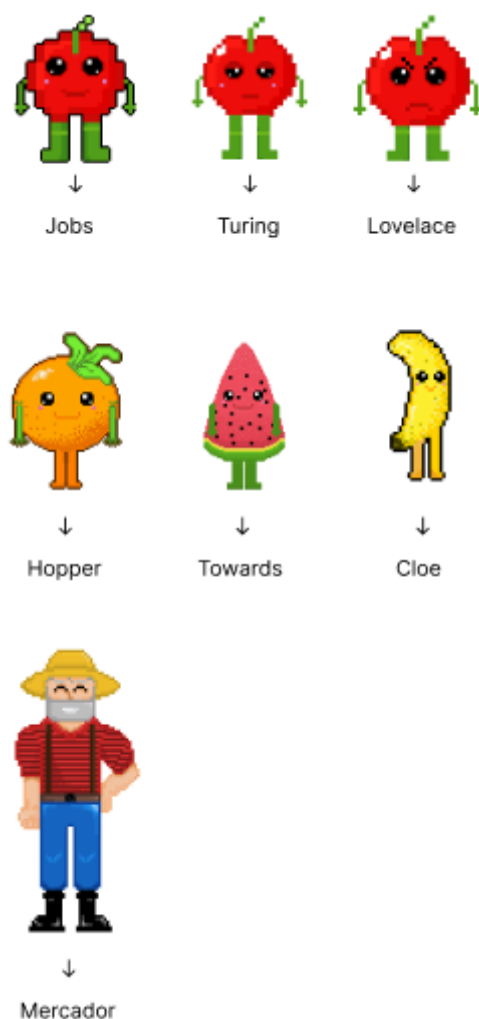 ↓ ↓ ↓
Jobs Turing Lovelace
↓ ↓ ↓
Hopper Towards Cloe
↓
Mercador